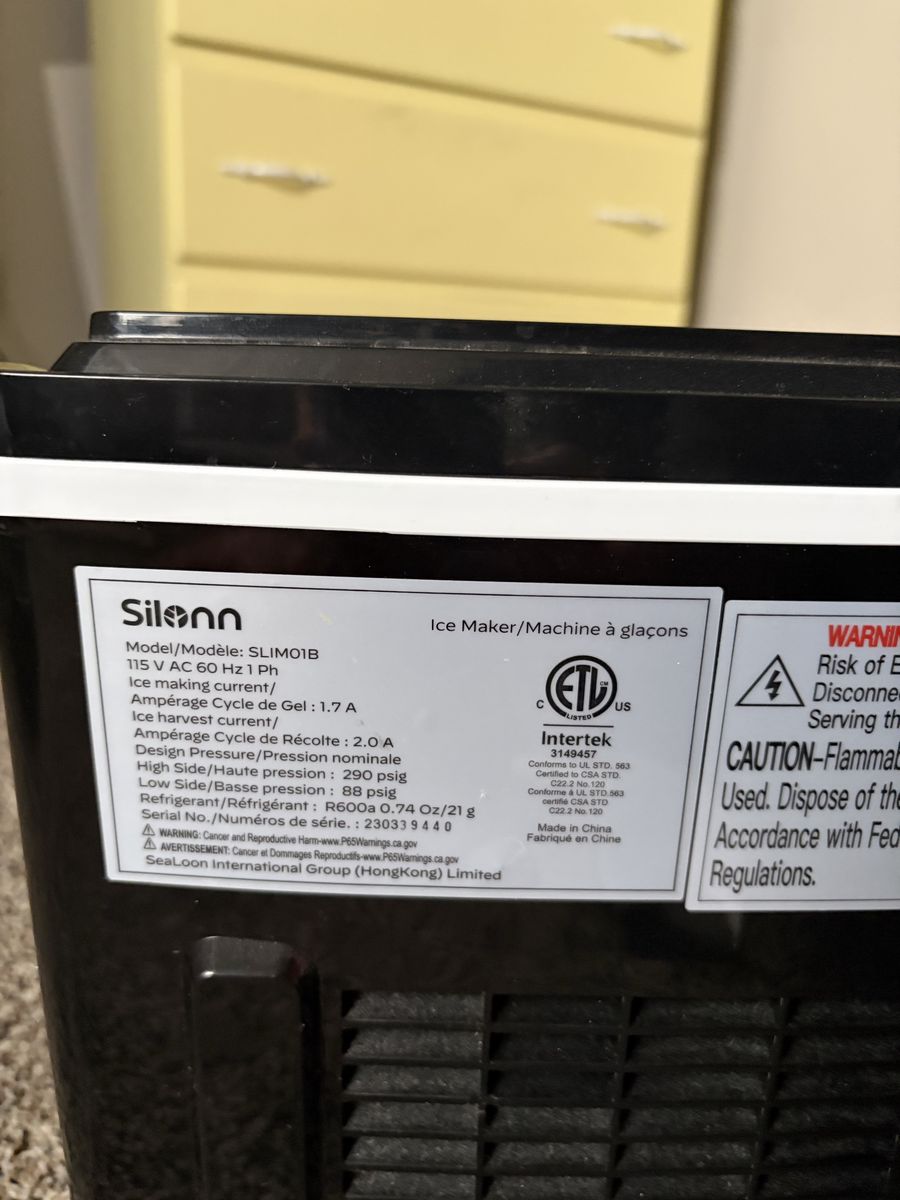 Silonn
Ice Maker/Machine à glaçons
Model/Modèle: SLIM01B
115 V AC 60 Hz 1 Ph
Ice making current/
Ampérage Cycle de Gel : 1.7 A
Ice harvest current/
Ampérage Cycle de Récolte : 2.0 A
Design Pressure/Pression nominale
High Side/Haute pression : 290 psig
Low Side/Basse pression : 88 psig
Refrigerant/Réfrigérant : R600a 0.74 Oz/21 g
Serial No./Numéros de série. : 230339440
WARNING: Cancer and Reproductive Harm-www.P65Warnings.ca.gov
AVERTISSEMENT: Cancer et Dommages Reproductifs-www.P65Warnings.ca.gov
SeaLoon International Group (HongKong) Limited
ETL CM
C LISTED US
Intertek
3149457
Conforms to UL STD. 563
Certified to CSA STD.
C22.2 No.120
Conforme à UL STD.563
certifié CSA STD
C22.2 No.120
Made in China
Fabriqué en Chine
WARNIN
Risk of E
Disconne
Serving th
CAUTION–Flammab
Used. Dispose of the
Accordance with Fed
Regulations.